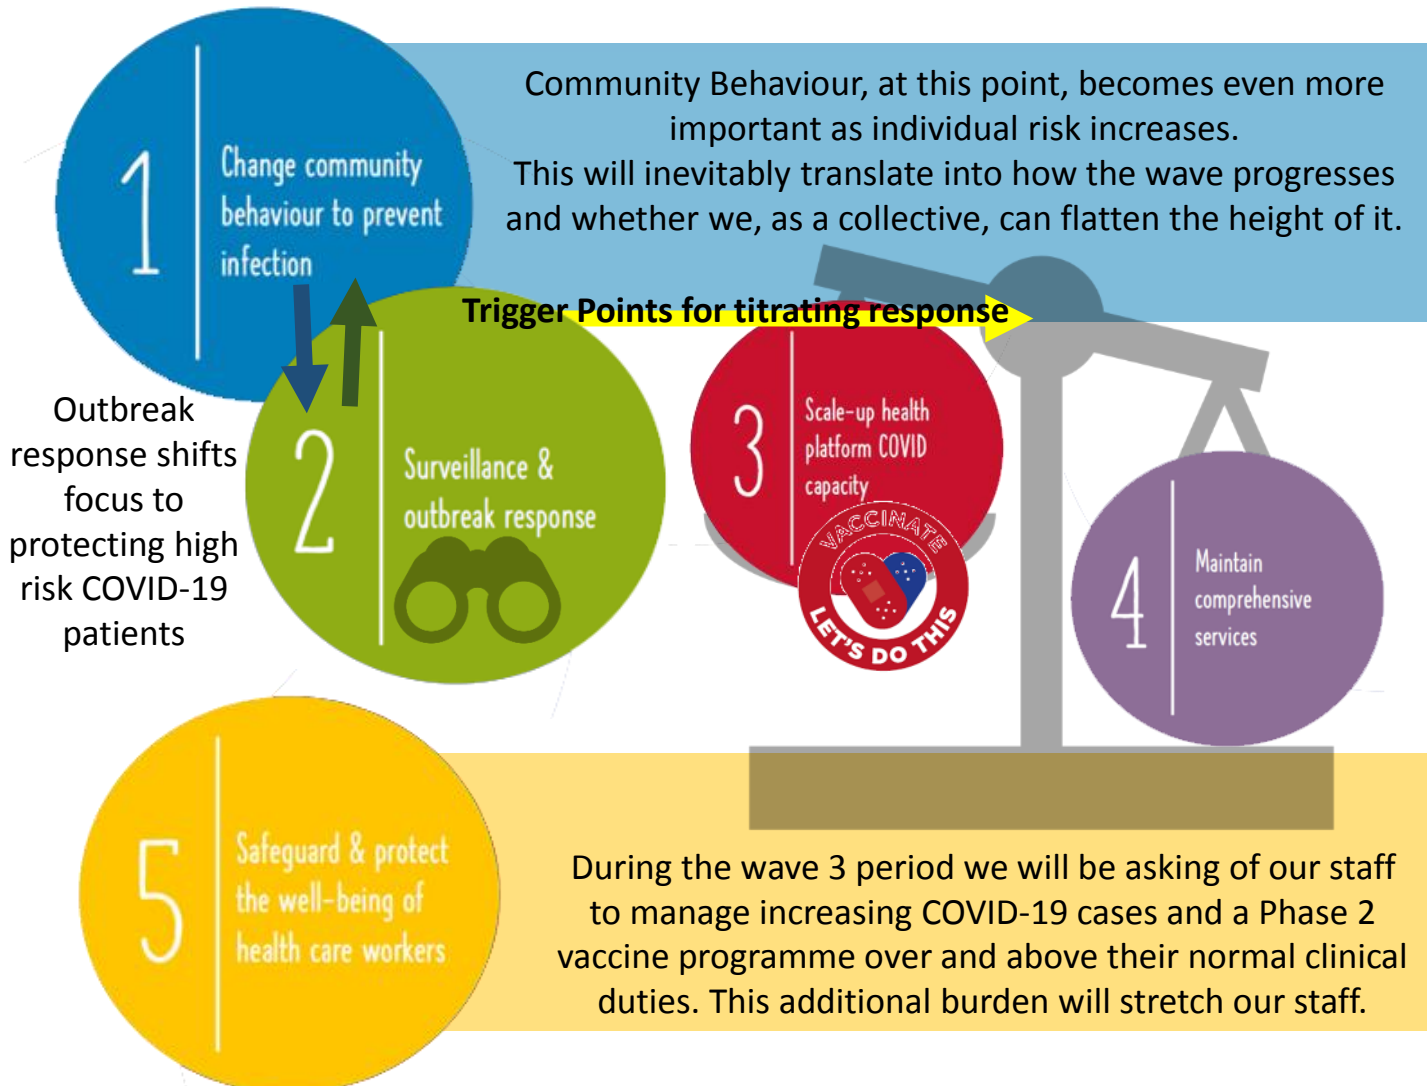 Community Behaviour, at this point, becomes even more
important as individual risk increases.
This will inevitably translate into how the wave progresses
and whether we, as a collective, can flatten the height of it.
1
Change community
behaviour to prevent
infection
Trigger Points for titrating response
Outbreak
response shifts
focus to
protecting high
risk COVID-19
patients
2
Surveillance &
outbreak response
3
Scale-up health
platform COVID
capacity
VACCINATE
LET'S DO THIS
4
Maintain
comprehensive
services
5
Safeguard & protect
the well-being of
health care workers
During the wave 3 period we will be asking of our staff
to manage increasing COVID-19 cases and a Phase 2
vaccine programme over and above their normal clinical
duties. This additional burden will stretch our staff.